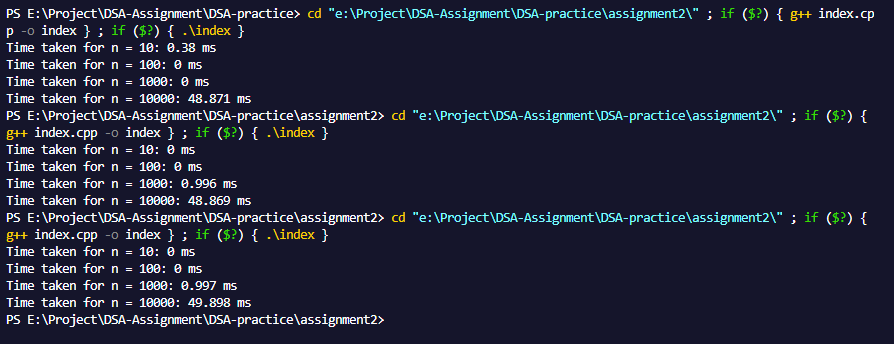 PS E:\Project\DSA-Assignment\DSA-practice> cd "e:\Project\DSA-Assignment\DSA-practice\assignment2\" ; if ($?) { g++ index.cp
p -o index } ; if ($?) { .\index }
Time taken for n = 10: 0.38 ms
Time taken for n = 100: 0 ms
Time taken for n = 1000: 0 ms
Time taken for n = 10000: 48.871 ms
PS E:\Project\DSA-Assignment\DSA-practice\assignment2> cd "e:\Project\DSA-Assignment\DSA-practice\assignment2\" ; if ($?) {
g++ index.cpp -o index } ; if ($?) { .\index }
Time taken for n = 10: 0 ms
Time taken for n = 100: 0 ms
Time taken for n = 1000: 0.996 ms
Time taken for n = 10000: 48.869 ms
PS E:\Project\DSA-Assignment\DSA-practice\assignment2> cd "e:\Project\DSA-Assignment\DSA-practice\assignment2\" ; if ($?) {
g++ index.cpp -o index } ; if ($?) { .\index }
Time taken for n = 10: 0 ms
Time taken for n = 100: 0 ms
Time taken for n = 1000: 0.997 ms
Time taken for n = 10000: 49.898 ms
PS E:\Project\DSA-Assignment\DSA-practice\assignment2>